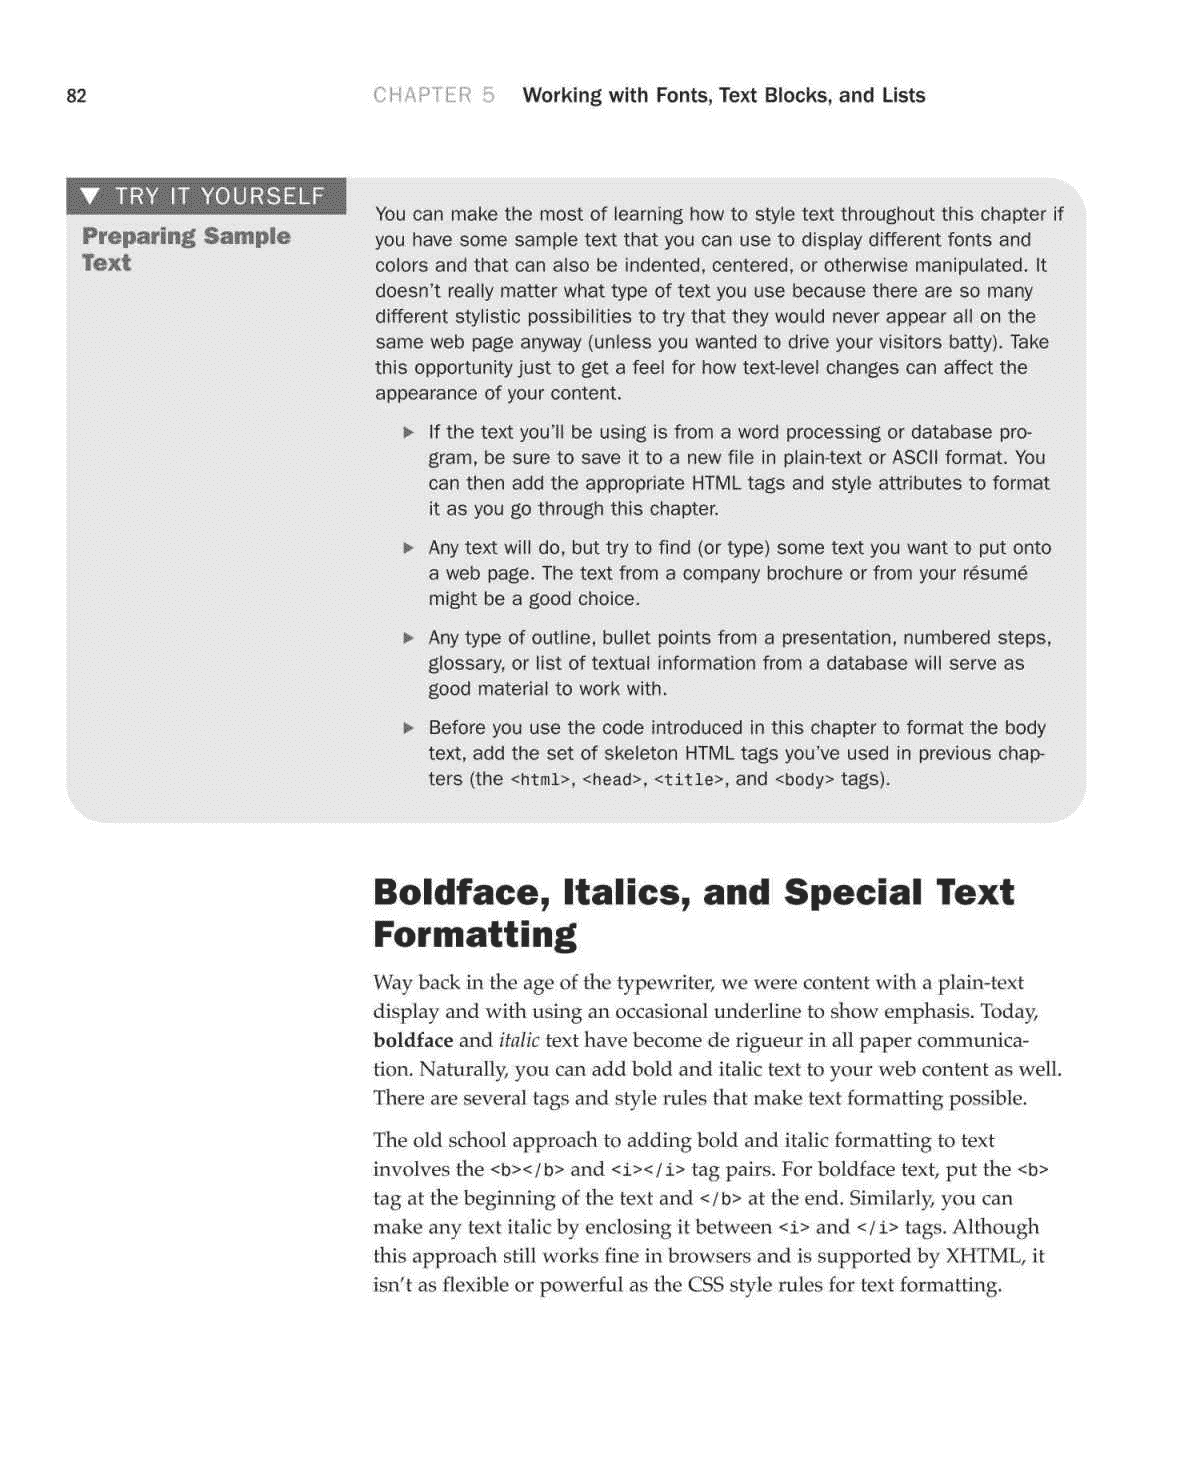 82
CHAPTER 5 Working with Fonts, Text Blocks, and Lists
▼ TRY IT YOURSELF
Preparing Sample
Text
You can make the most of learning how to style text throughout this chapter if
you have some sample text that you can use to display different fonts and
colors and that can also be indented, centered, or otherwise manipulated. It
doesn't really matter what type of text you use because there are so many
different stylistic possibilities to try that they would never appear all on the
same web page anyway (unless you wanted to drive your visitors batty). Take
this opportunity just to get a feel for how text-level changes can affect the
appearance of your content.
▶ If the text you'll be using is from a word processing or database pro-
gram, be sure to save it to a new file in plain-text or ASCII format. You
can then add the appropriate HTML tags and style attributes to format
it as you go through this chapter.
▶ Any text will do, but try to find (or type) some text you want to put onto
a web page. The text from a company brochure or from your résumé
might be a good choice.
▶ Any type of outline, bullet points from a presentation, numbered steps,
glossary, or list of textual information from a database will serve as
good material to work with.
▶ Before you use the code introduced in this chapter to format the body
text, add the set of skeleton HTML tags you've used in previous chap-
ters (the <html>, <head>, <title>, and <body> tags).
Boldface, Italics, and Special Text
Formatting
Way back in the age of the typewriter, we were content with a plain-text
display and with using an occasional underline to show emphasis. Today,
boldface and italic text have become de rigueur in all paper communica-
tion. Naturally, you can add bold and italic text to your web content as well.
There are several tags and style rules that make text formatting possible.
The old school approach to adding bold and italic formatting to text
involves the <b></b> and <i></i> tag pairs. For boldface text, put the <b>
tag at the beginning of the text and </b> at the end. Similarly, you can
make any text italic by enclosing it between <i> and </i> tags. Although
this approach still works fine in browsers and is supported by XHTML, it
isn't as flexible or powerful as the CSS style rules for text formatting.